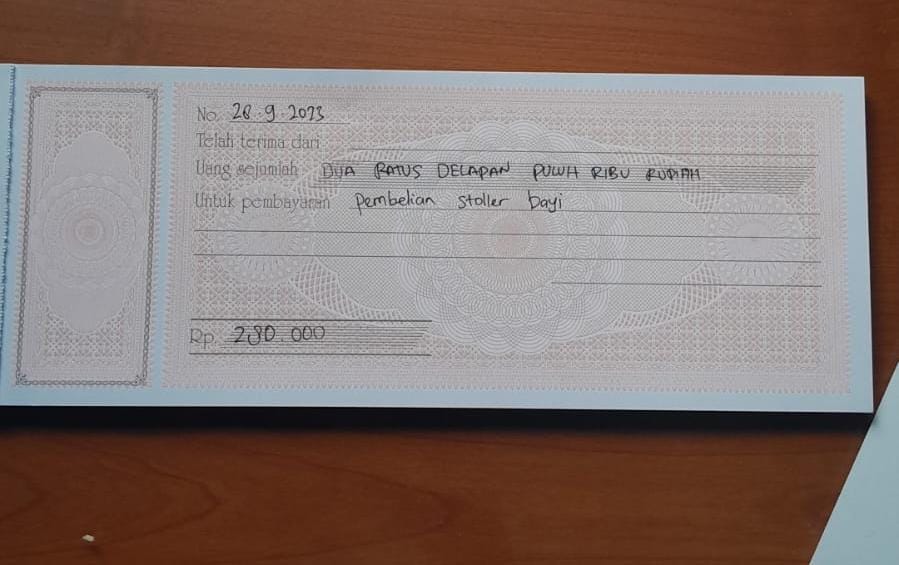 No. 28.9.2023
Telah terima dari
Uang sejumlah DUA RATUS DELAPAN PULUH RIBU RUPIAH
Untuk pembayaran Pembelian stoller bayi
Rp. 280.000